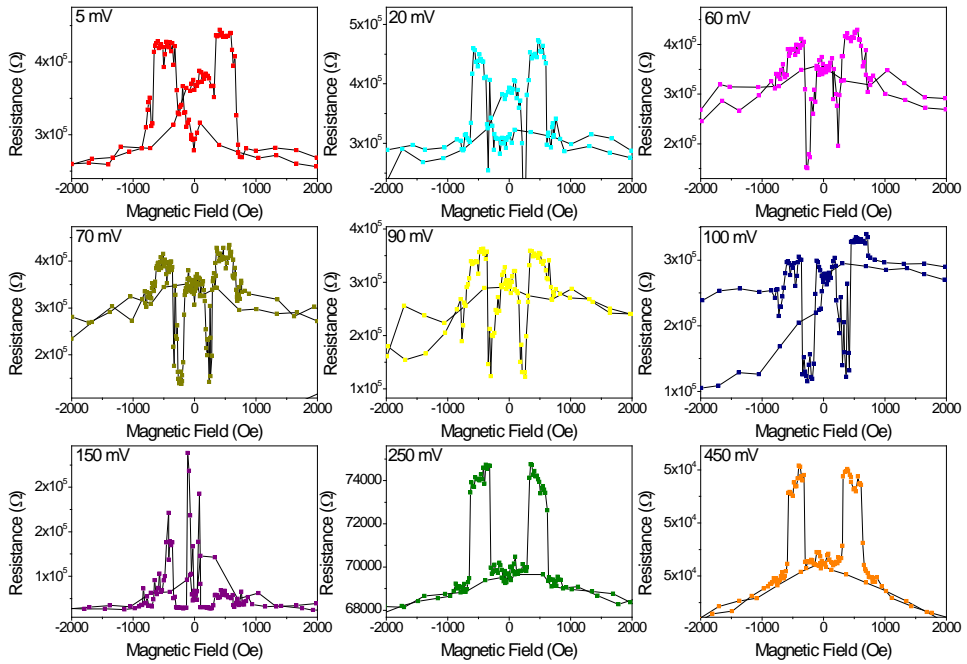 5 mV
4x10⁵
3x10⁵
Resistance (Ω)
-2000 -1000 0 1000 2000
Magnetic Field (Oe)
20 mV
5x10⁵
4x10⁵
3x10⁵
Resistance (Ω)
-2000 -1000 0 1000 2000
Magnetic Field (Oe)
60 mV
4x10⁵
3x10⁵
2x10⁵
Resistance (Ω)
-2000 -1000 0 1000 2000
Magnetic Field (Oe)
70 mV
4x10⁵
3x10⁵
2x10⁵
Resistance (Ω)
-2000 -1000 0 1000 2000
Magnetic Field (Oe)
90 mV
4x10⁵
3x10⁵
2x10⁵
1x10⁵
Resistance (Ω)
-2000 -1000 0 1000 2000
Magnetic Field (Oe)
100 mV
3x10⁵
2x10⁵
1x10⁵
Resistance (Ω)
-2000 -1000 0 1000 2000
Magnetic Field (Oe)
150 mV
2x10⁵
2x10⁵
1x10⁵
Resistance (Ω)
-2000 -1000 0 1000 2000
Magnetic Field (Oe)
250 mV
74000
72000
70000
68000
Resistance (Ω)
-2000 -1000 0 1000 2000
Magnetic Field (Oe)
450 mV
5x10⁴
5x10⁴
5x10⁴
Resistance (Ω)
-2000 -1000 0 1000 2000
Magnetic Field (Oe)